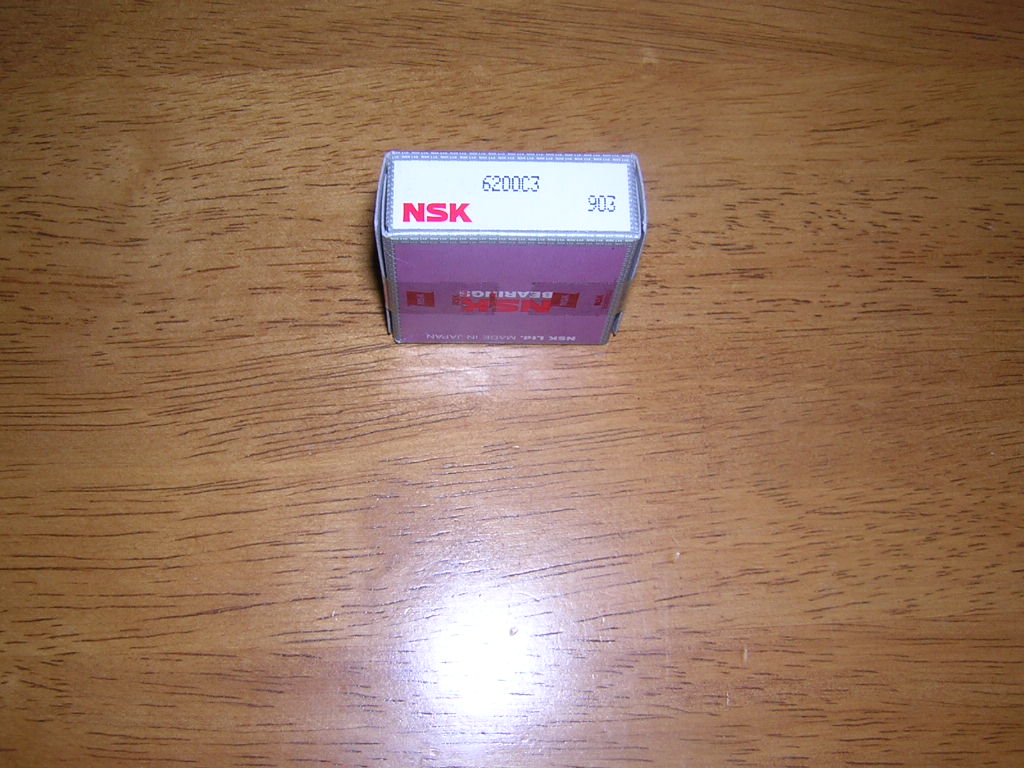 6200C3
NSK
903
BEARINGS
NSK
NSK Ltd. MADE IN JAPAN